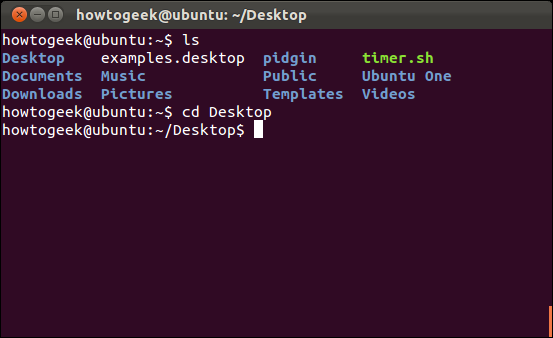 howtogeek@ubuntu: ~/Desktop
howtogeek@ubuntu:~$ ls
Desktop    examples.desktop  pidgin     timer.sh
Documents  Music             Public     Ubuntu One
Downloads  Pictures          Templates  Videos
howtogeek@ubuntu:~$ cd Desktop
howtogeek@ubuntu:~/Desktop$